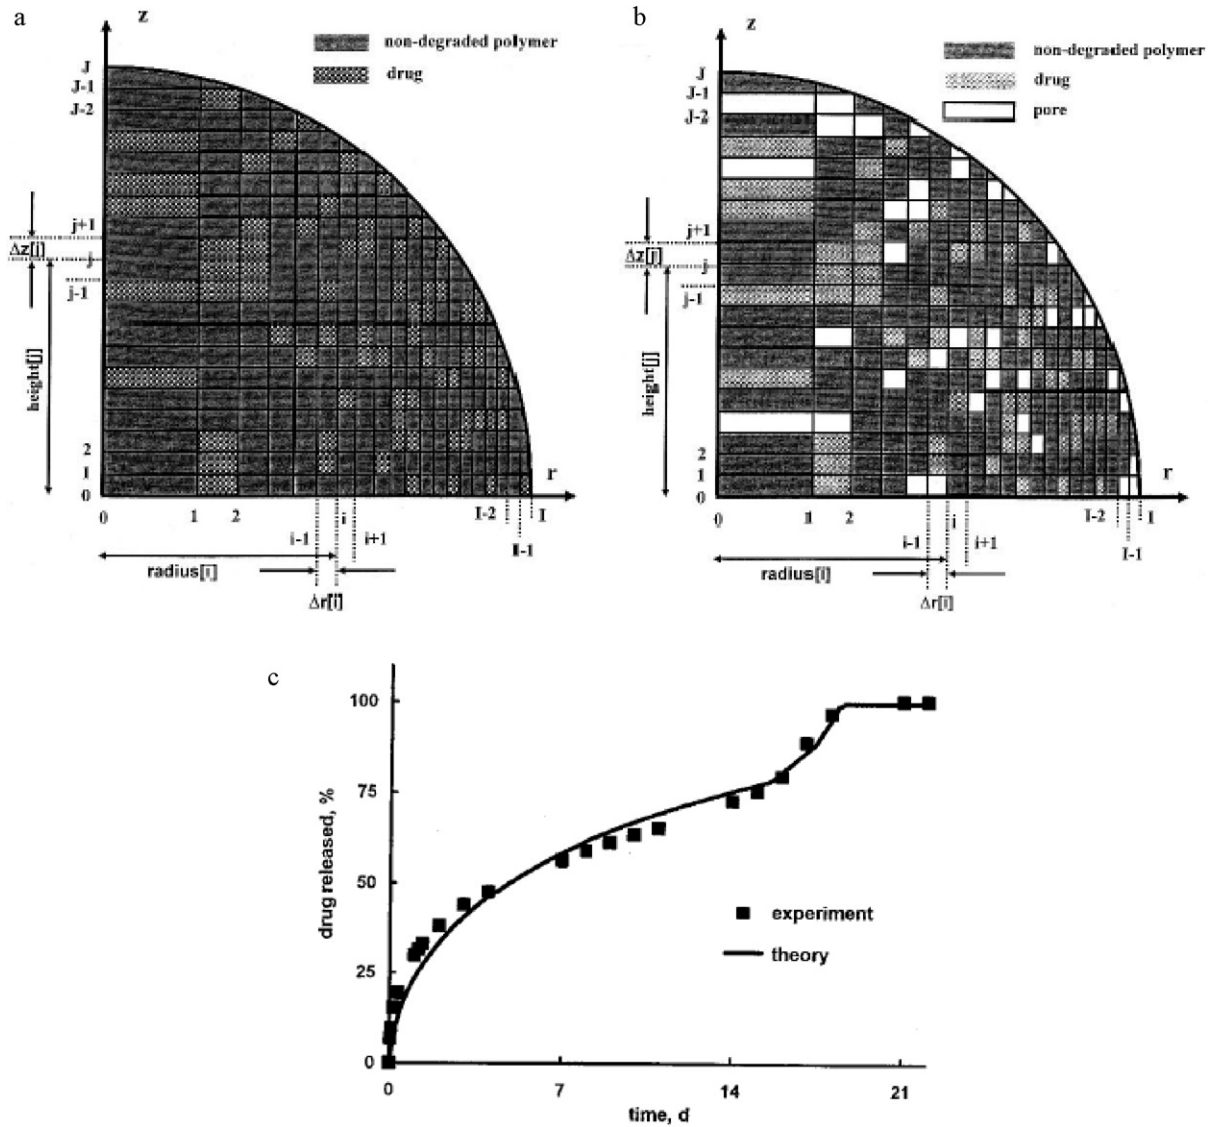 a
z
non-degraded polymer
drug
J
J-1
J-2
j+1
Δz[j]
j
j-1
height[j]
2
1
0
r
0
1
2
i-1
i
i+1
I-2
I
I-1
radius[i]
Δr[i]
b
z
non-degraded polymer
drug
pore
J
J-1
J-2
j+1
Δz[j]
j
j-1
height[j]
2
1
0
r
0
1
2
i-1
i
i+1
I-2
I
I-1
radius[i]
Δr[i]
c
100
75
50
25
0
drug released, %
experiment
theory
0
7
14
21
time, d